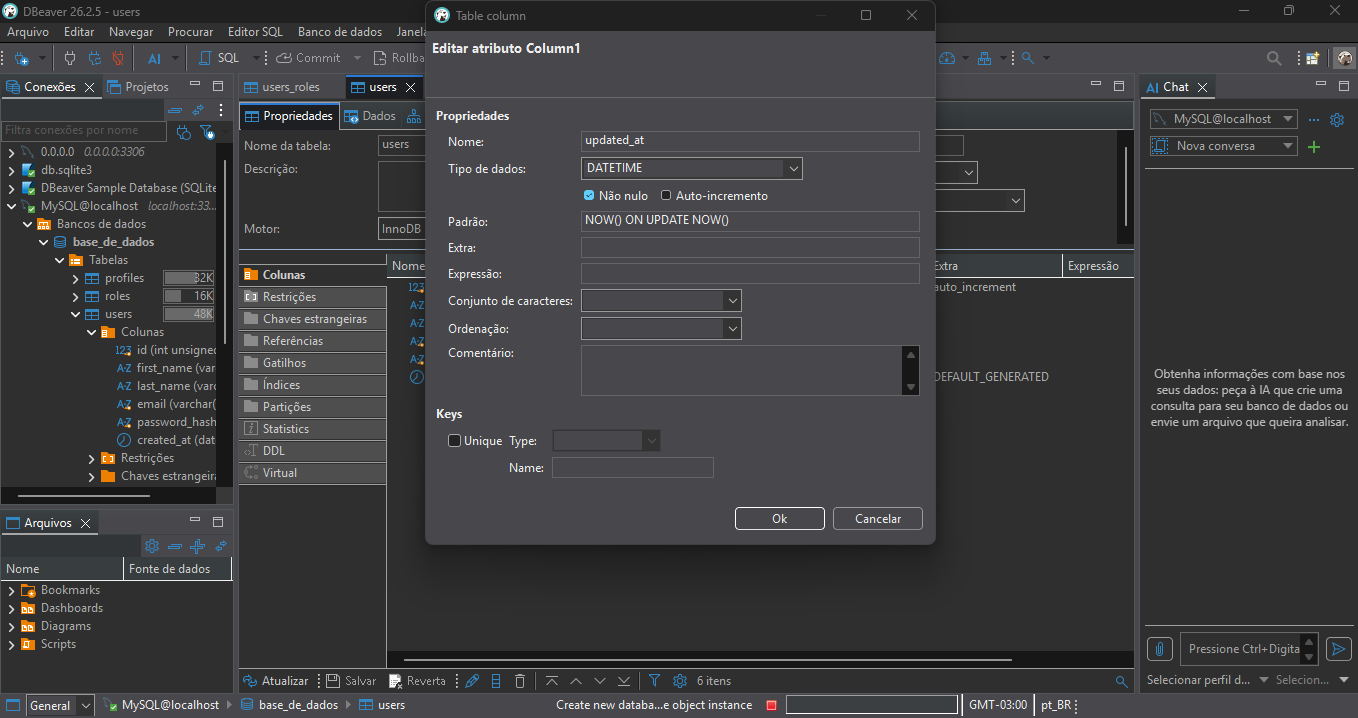 DBeaver 26.2.5 - users
Arquivo Editar Navegar Procurar Editor SQL Banco de dados Janela
AI SQL Commit Rollba
Conexões Projetos
Filtra conexões por nome
0.0.0.0 0.0.0.0:3306
db.sqlite3
DBeaver Sample Database (SQLite
MySQL@localhost localhost:33...
Bancos de dados
base_de_dados
Tabelas
profiles 32K
roles 16K
users 48K
Colunas
123 id (int unsigned
A-Z first_name (var
A-Z last_name (varc
A-Z email (varchar(
A-Z password_hash
created_at (dat
Restrições
Chaves estrangeira
Arquivos
Nome Fonte de dados
Bookmarks
Dashboards
Diagrams
Scripts
users_roles users
Propriedades Dados
Nome da tabela: users
Descrição:
Motor: InnoDB
Colunas
Restrições
Chaves estrangeiras
Referências
Gatilhos
Índices
Partições
Statistics
DDL
Virtual
Nome Extra Expressão
123 auto_increment
A-Z
A-Z
A-Z
A-Z
DEFAULT_GENERATED
Table column
Editar atributo Column1
Propriedades
Nome: updated_at
Tipo de dados: DATETIME
Não nulo Auto-incremento
Padrão: NOW() ON UPDATE NOW()
Extra:
Expressão:
Conjunto de caracteres:
Ordenação:
Comentário:
Keys
Unique Type:
Name:
Ok Cancelar
AI Chat
MySQL@localhost ...
Nova conversa
Obtenha informações com base nos
seus dados: peça à IA que crie uma
consulta para seu banco de dados ou
envie um arquivo que queira analisar.
Pressione Ctrl+Digita
Selecionar perfil d... Selecion...
Atualizar Salvar Reverta 6 itens
General MySQL@localhost base_de_dados users Create new databa...e object instance GMT-03:00 pt_BR